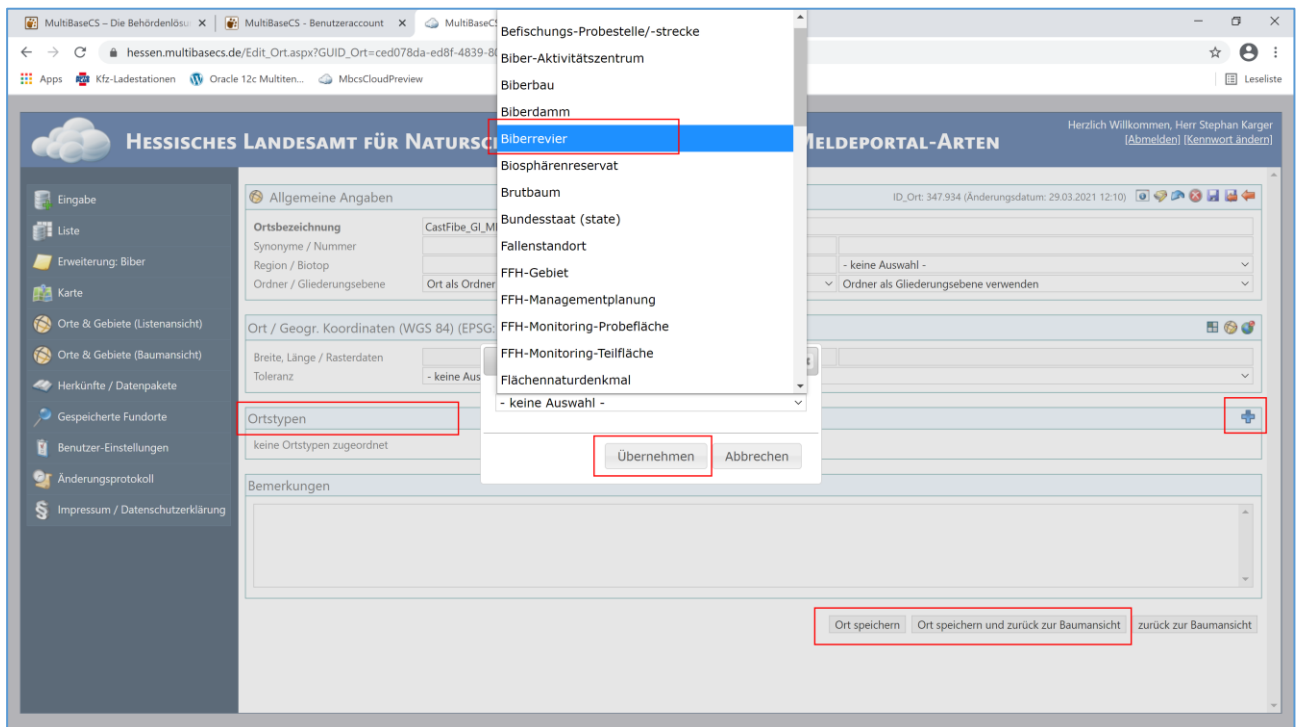 MultiBaseCS – Die Behördenlösu
MultiBaseCS - Benutzeraccount
MultiBaseCS
hessen.multibasecs.de/Edit_Ort.aspx?GUID_Ort=ced078da-ed8f-4839-80
Apps Kfz-Ladestationen Oracle 12c Multiten... MbcsCloudPreview Leseliste
Hessisches Landesamt für Natursc
Meldeportal-Arten
Herzlich Willkommen, Herr Stephan Karger
[Abmelden] [Kennwort ändern]
Eingabe
Liste
Erweiterung: Biber
Karte
Orte & Gebiete (Listenansicht)
Orte & Gebiete (Baumansicht)
Herkünfte / Datenpakete
Gespeicherte Fundorte
Benutzer-Einstellungen
Änderungsprotokoll
Impressum / Datenschutzerklärung
Allgemeine Angaben
ID_Ort: 347.934 (Änderungsdatum: 29.03.2021 12:10)
Ortsbezeichnung CastFibe_GI_M
Synonyme / Nummer
Region / Biotop - keine Auswahl -
Ordner / Gliederungsebene Ort als Ordner Ordner als Gliederungsebene verwenden
Ort / Geogr. Koordinaten (WGS 84) (EPSG:
Breite, Länge / Rasterdaten
Toleranz - keine Aus
Ortstypen
keine Ortstypen zugeordnet
Bemerkungen
Befischungs-Probestelle/-strecke
Biber-Aktivitätszentrum
Biberbau
Biberdamm
Biberrevier
Biosphärenreservat
Brutbaum
Bundesstaat (state)
Fallenstandort
FFH-Gebiet
FFH-Managementplanung
FFH-Monitoring-Probefläche
FFH-Monitoring-Teilfläche
Flächennaturdenkmal
- keine Auswahl -
Übernehmen Abbrechen
Ort speichern Ort speichern und zurück zur Baumansicht zurück zur Baumansicht